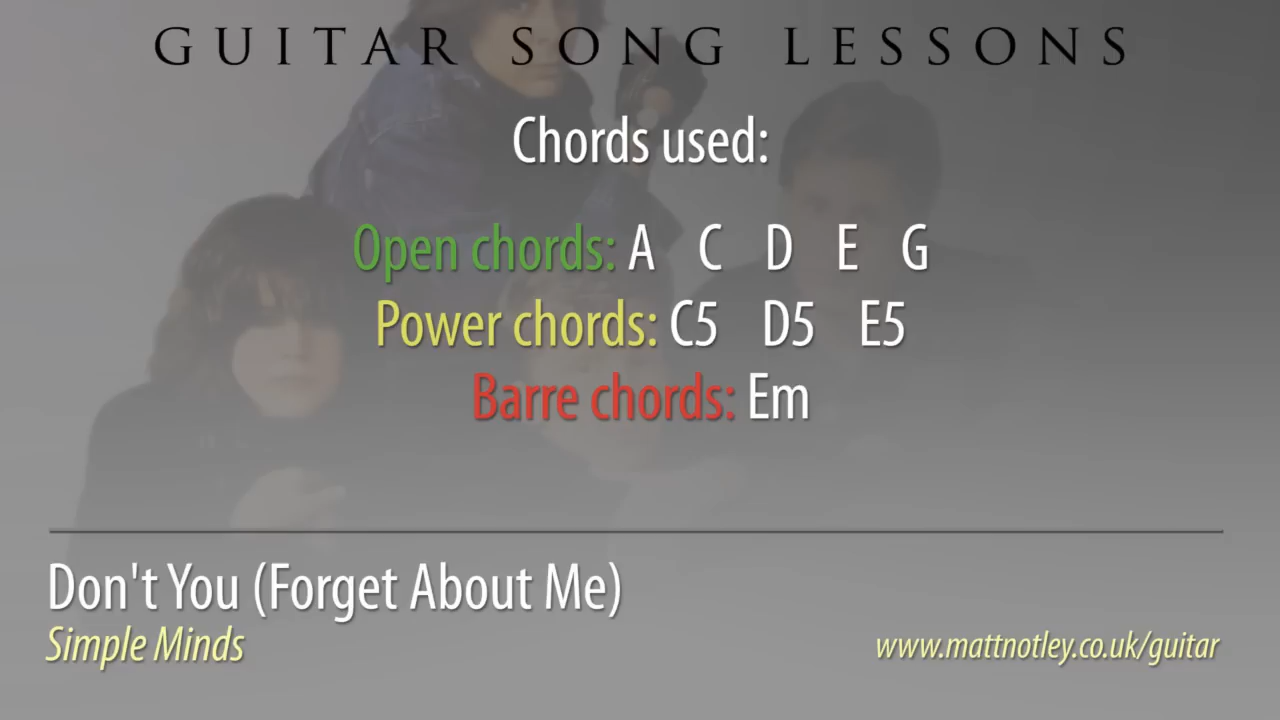 GUITAR SONG LESSONS
Chords used:
Open chords: A C D E G
Power chords: C5 D5 E5
Barre chords: Em
Don't You (Forget About Me)
Simple Minds
www.mattnotley.co.uk/guitar